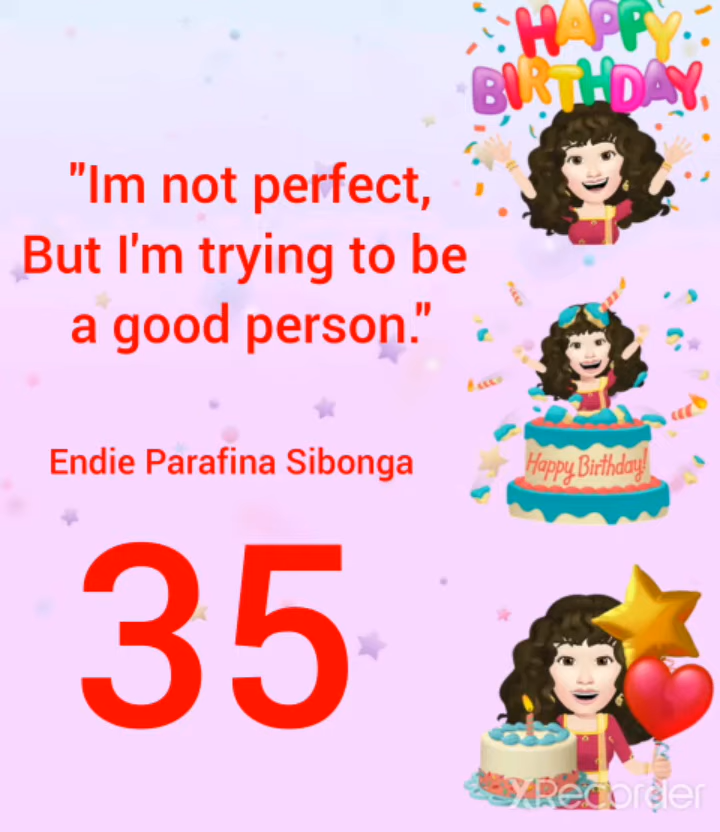 HAPPY
BIRTHDAY
"Im not perfect,
But I'm trying to be
a good person."
Happy Birthday!
Endie Parafina Sibonga
35
XRecorder